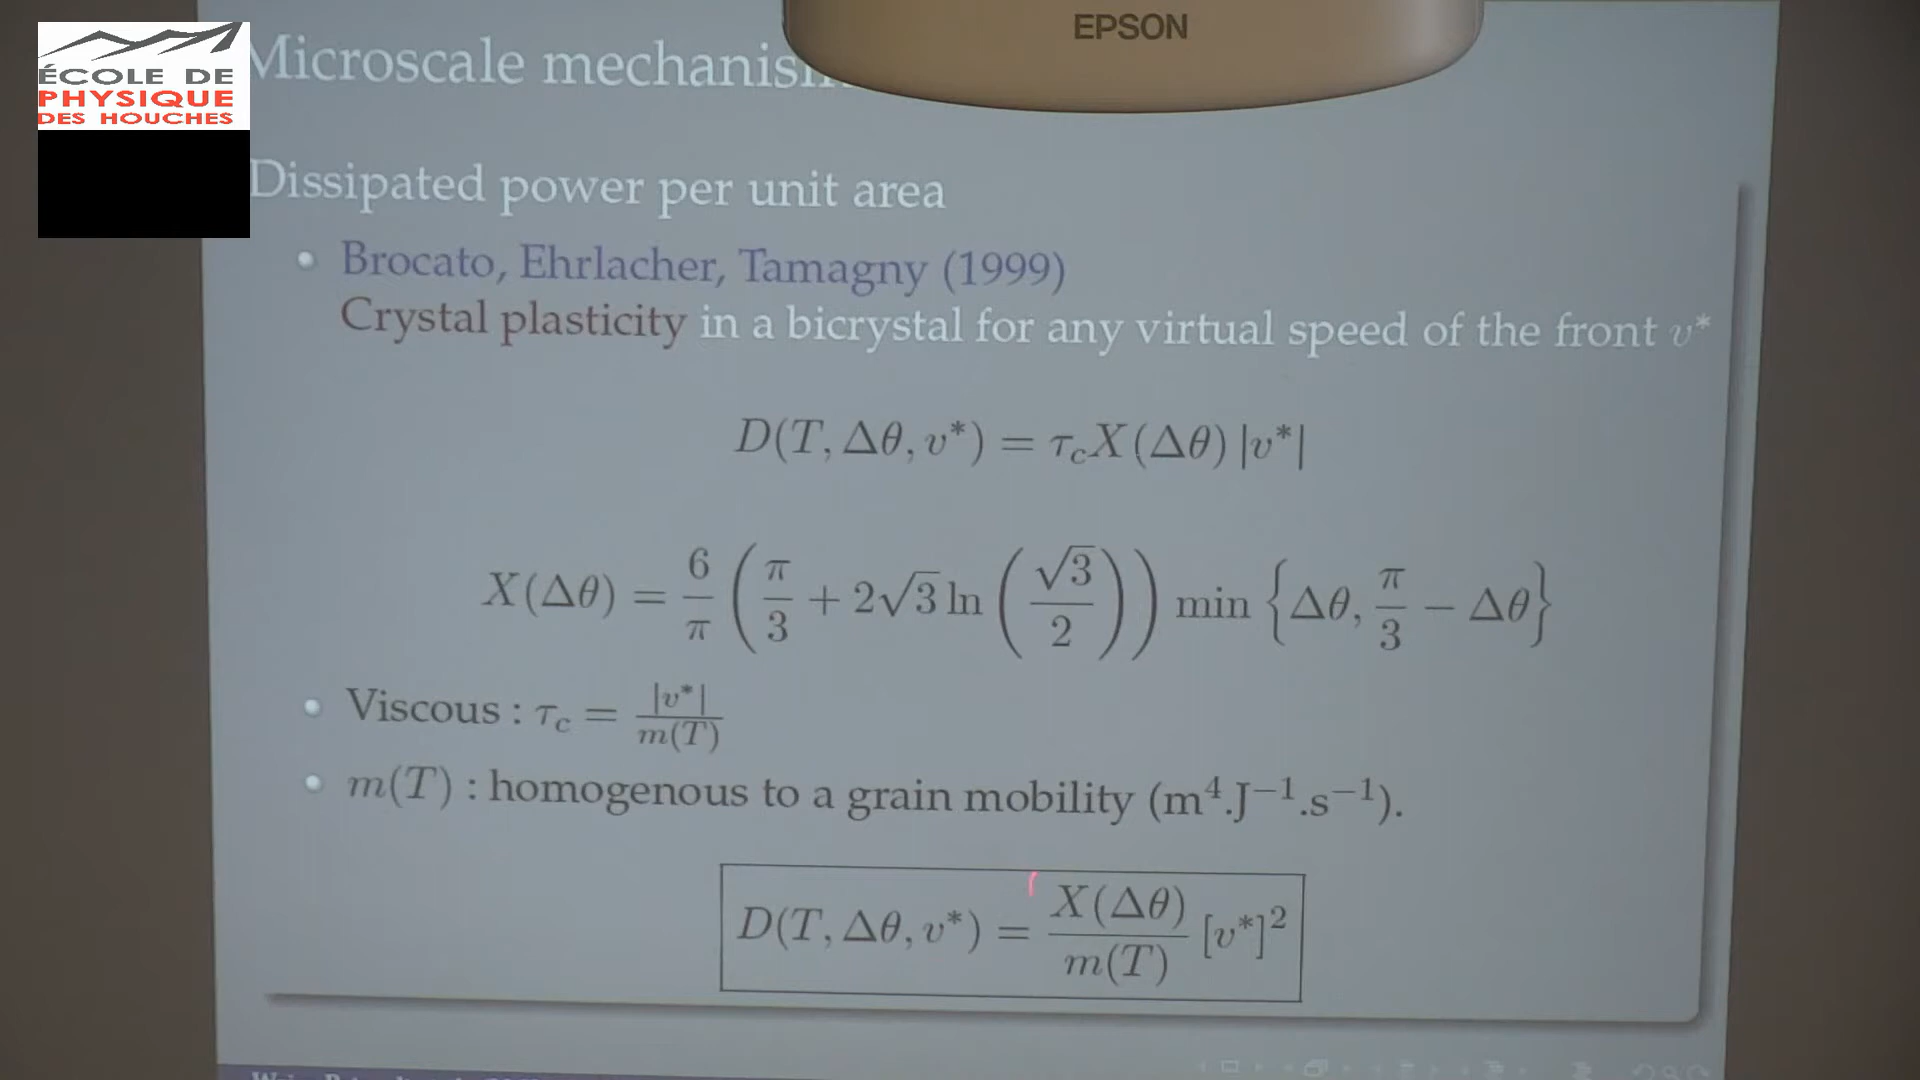 EPSON
ÉCOLE DE
PHYSIQUE
DES HOUCHES
Microscale
Dissipated power per unit area
• Brocato, Ehrlacher, Tamagny (1999)
Crystal plasticity in a bicrystal for any virtual speed of the front v*
D(T, Δθ, v*) = τ_c X(Δθ) |v*|
X(Δθ) = 6/π (π/3 + 2√3 ln (√3/2)) min {Δθ, π/3 − Δθ}
• Viscous : τ_c = |v*|/m(T)
• m(T) : homogenous to a grain mobility (m⁴.J⁻¹.s⁻¹).
D(T, Δθ, v*) = X(Δθ)/m(T) [v*]²